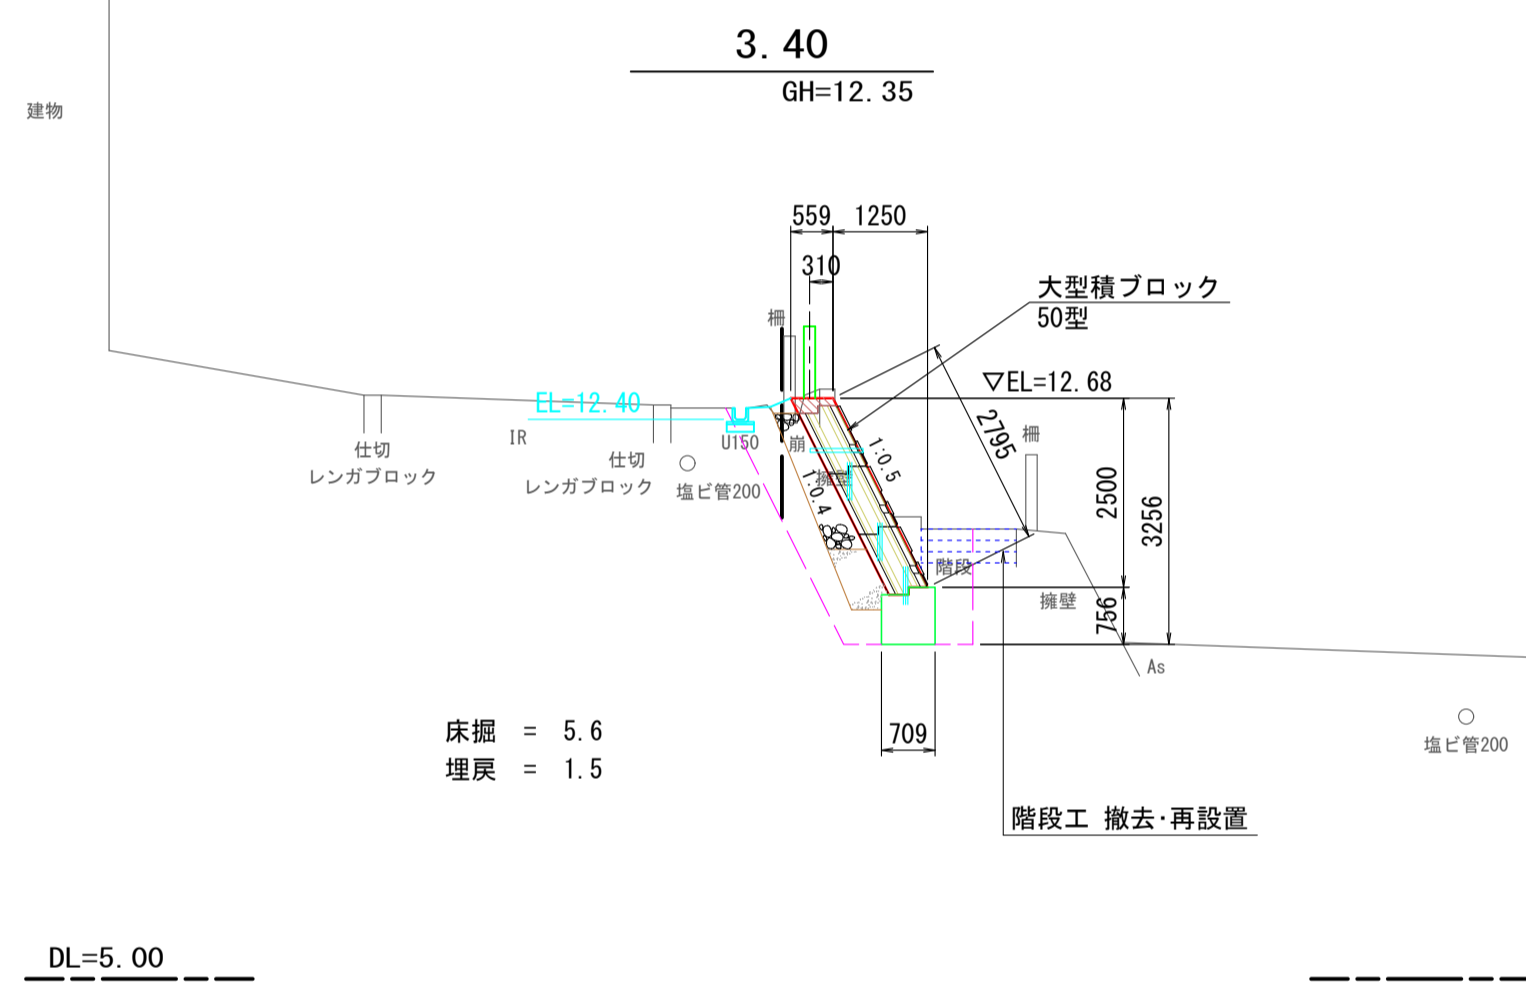 3.40
GH=12.35
建物
559
1250
310
大型積ブロック
50型
柵
▽EL=12.68
EL=12.40
2795
柵
IR
U150
崩
1:0.5
仕切
レンガブロック
仕切
レンガブロック
塩ビ管200
擁壁
1:0.4
2500
3256
階段
擁壁
756
As
床掘 = 5.6
埋戻 = 1.5
709
塩ビ管200
階段工 撤去・再設置
DL=5.00